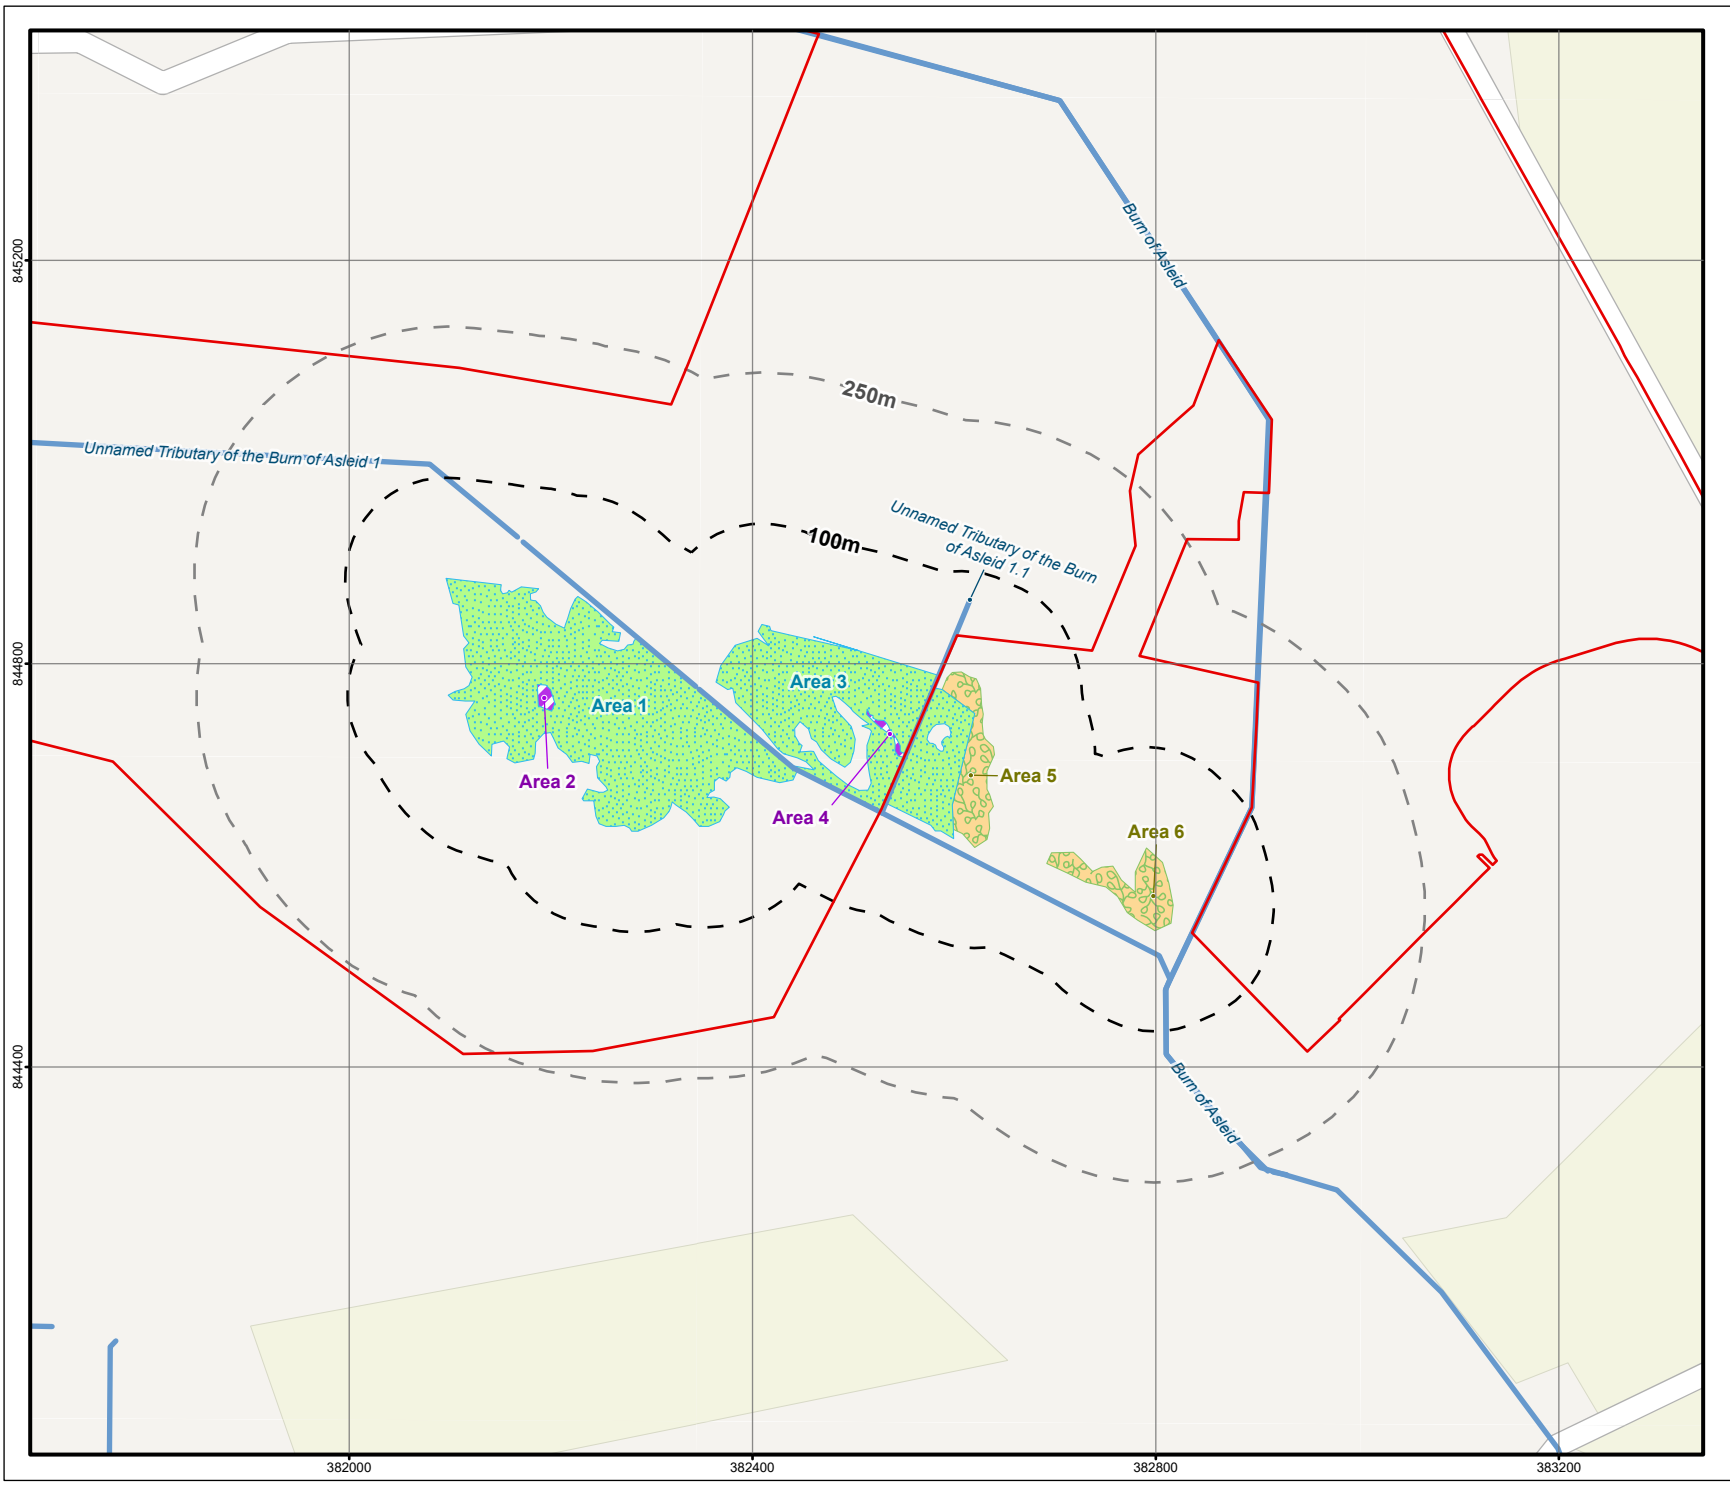 Burn of Asleid
845200
250m
Unnamed Tributary of the Burn of Asleid 1
100m
Unnamed Tributary of the Burn
of Asleid 1.1
844800
Area 3
Area 1
Area 2
Area 5
Area 4
Area 6
844400
Burn of Asleid
382000
382400
382800
383200